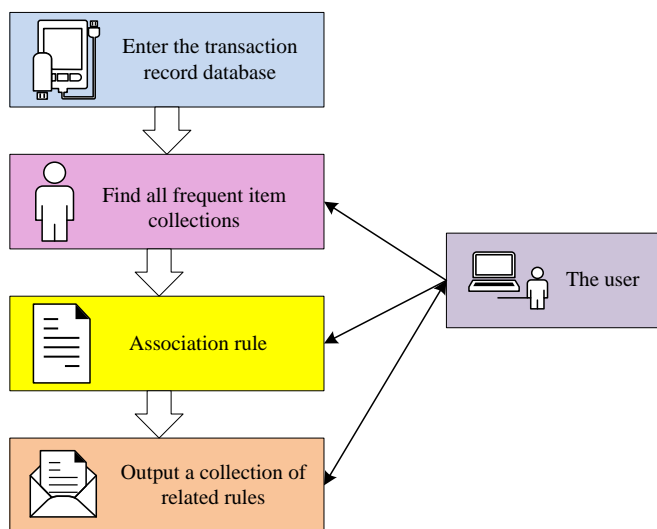 Enter the transaction
record database
Find all frequent item
collections
The user
Association rule
Output a collection of
related rules